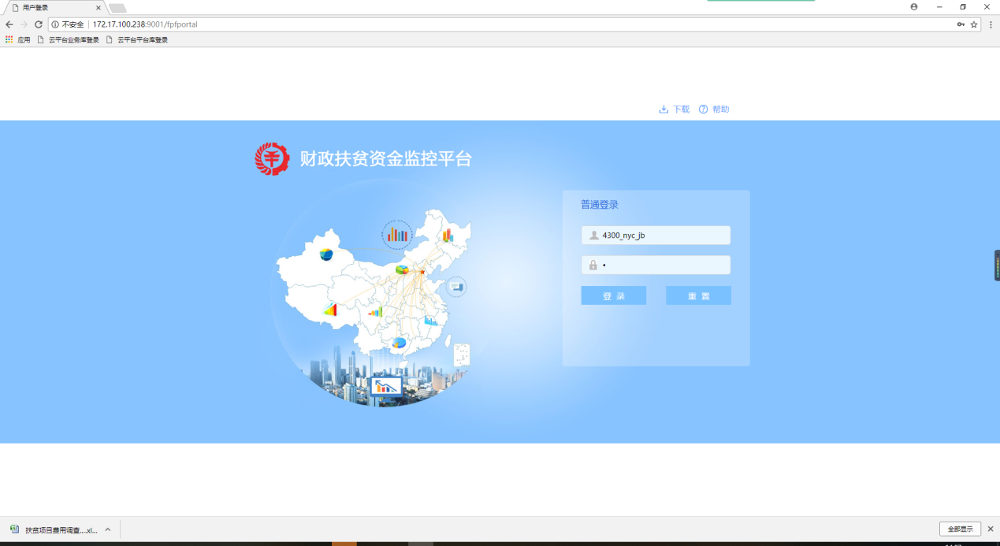 用户登录
不安全 | 172.17.100.238:9001/fpfportal
应用 云平台业务库登录 云平台平台库登录
下载 帮助
财政扶贫资金监控平台
普通登录
4300_nyc_jb
•
登 录 重 置
扶贫项目费用调查....xl... 全部显示